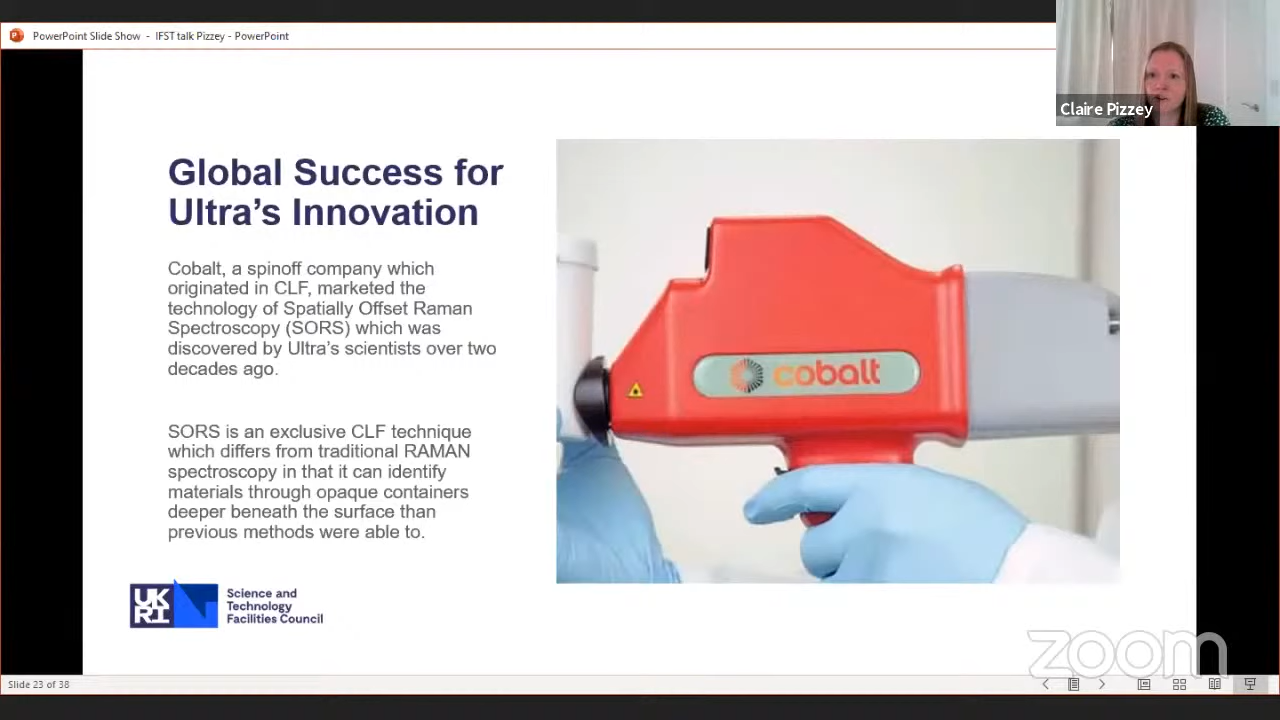 PowerPoint Slide Show - IFST talk Pizzey - PowerPoint
Claire Pizzey
Global Success for
Ultra’s Innovation
Cobalt, a spinoff company which
originated in CLF, marketed the
technology of Spatially Offset Raman
Spectroscopy (SORS) which was
discovered by Ultra’s scientists over two
decades ago.
SORS is an exclusive CLF technique
which differs from traditional RAMAN
spectroscopy in that it can identify
materials through opaque containers
deeper beneath the surface than
previous methods were able to.
cobalt
UK
RI
Science and
Technology
Facilities Council
zoom
Slide 23 of 38